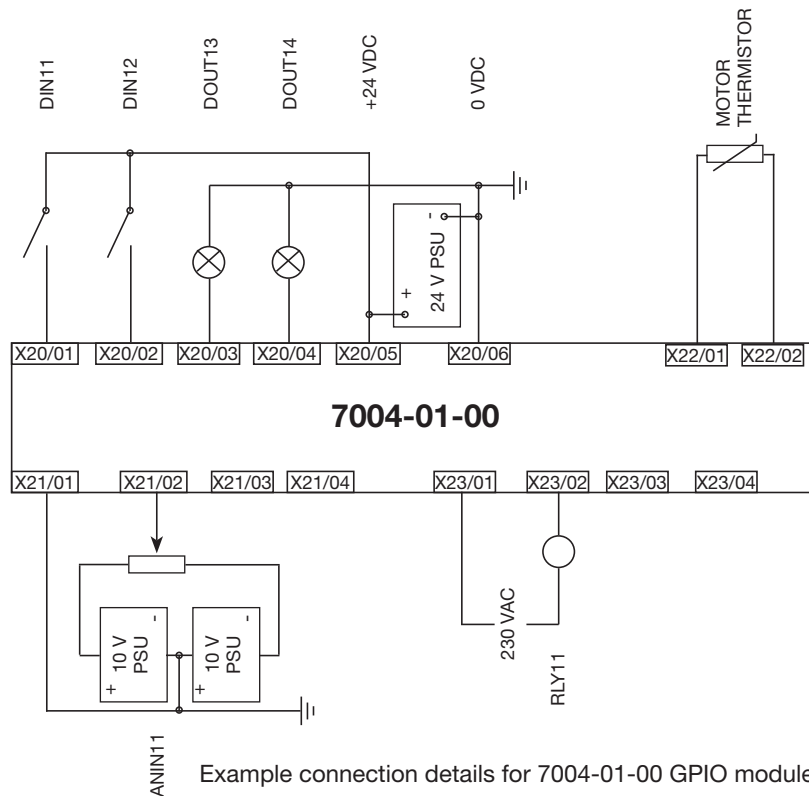 DIN11
DIN12
DOUT13
DOUT14
+24 VDC
0 VDC
MOTOR
THERMISTOR
-
24 V PSU
+
X20/01
X20/02
X20/03
X20/04
X20/05
X20/06
X22/01
X22/02
7004-01-00
X21/01
X21/02
X21/03
X21/04
X23/01
X23/02
X23/03
X23/04
-
10 V
PSU
+
-
10 V
PSU
+
230 VAC
RLY11
ANIN11
Example connection details for 7004-01-00 GPIO module